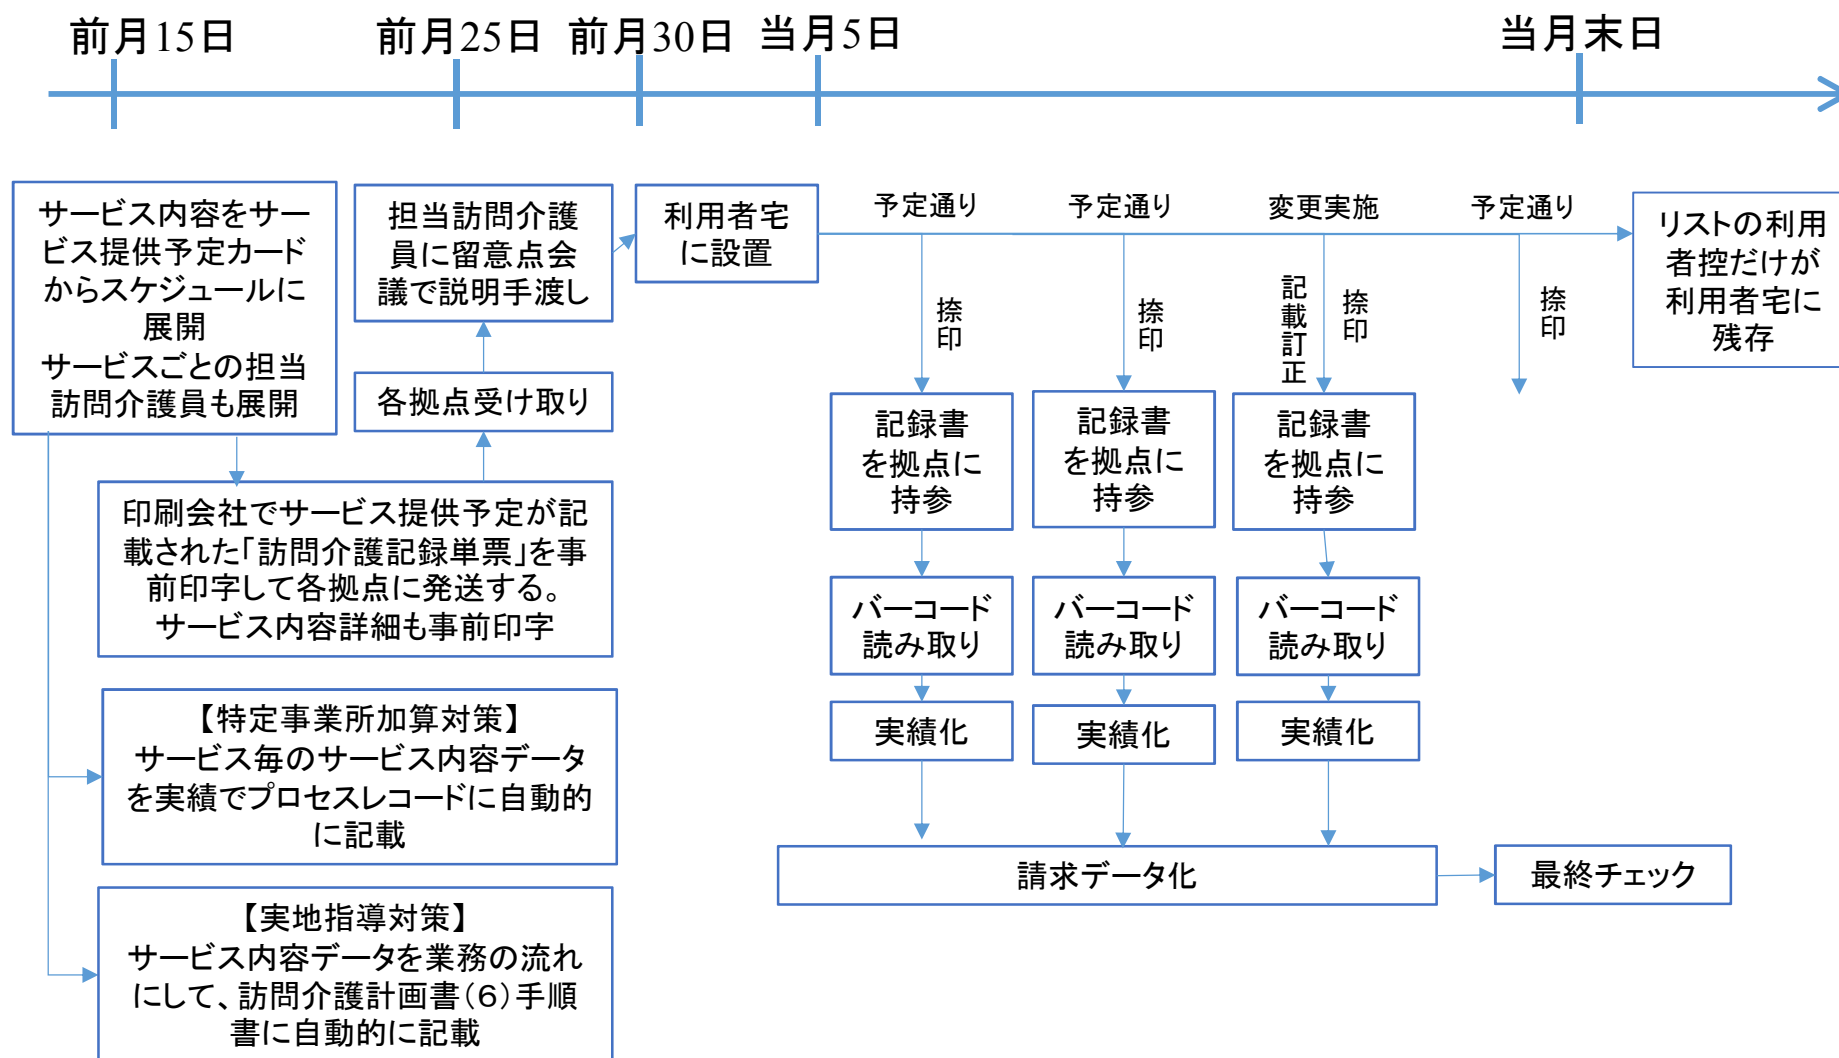 前月15日
前月25日
前月30日
当月5日
当月末日
サービス内容をサー
ビス提供予定カード
からスケジュールに
展開
サービスごとの担当
訪問介護員も展開
担当訪問介護
員に留意点会
議で説明手渡し
各拠点受け取り
印刷会社でサービス提供予定が記
載された「訪問介護記録単票」を事
前印字して各拠点に発送する。
サービス内容詳細も事前印字
【特定事業所加算対策】
サービス毎のサービス内容データ
を実績でプロセスレコードに自動的
に記載
【実地指導対策】
サービス内容データを業務の流れ
にして、訪問介護計画書(6)手順
書に自動的に記載
利用者宅
に設置
予定通り
予定通り
変更実施
予定通り
捺印
捺印
記載訂正
捺印
捺印
リストの利用
者控だけが
利用者宅に
残存
記録書
を拠点に
持参
記録書
を拠点に
持参
記録書
を拠点に
持参
バーコード
読み取り
バーコード
読み取り
バーコード
読み取り
実績化
実績化
実績化
請求データ化
最終チェック